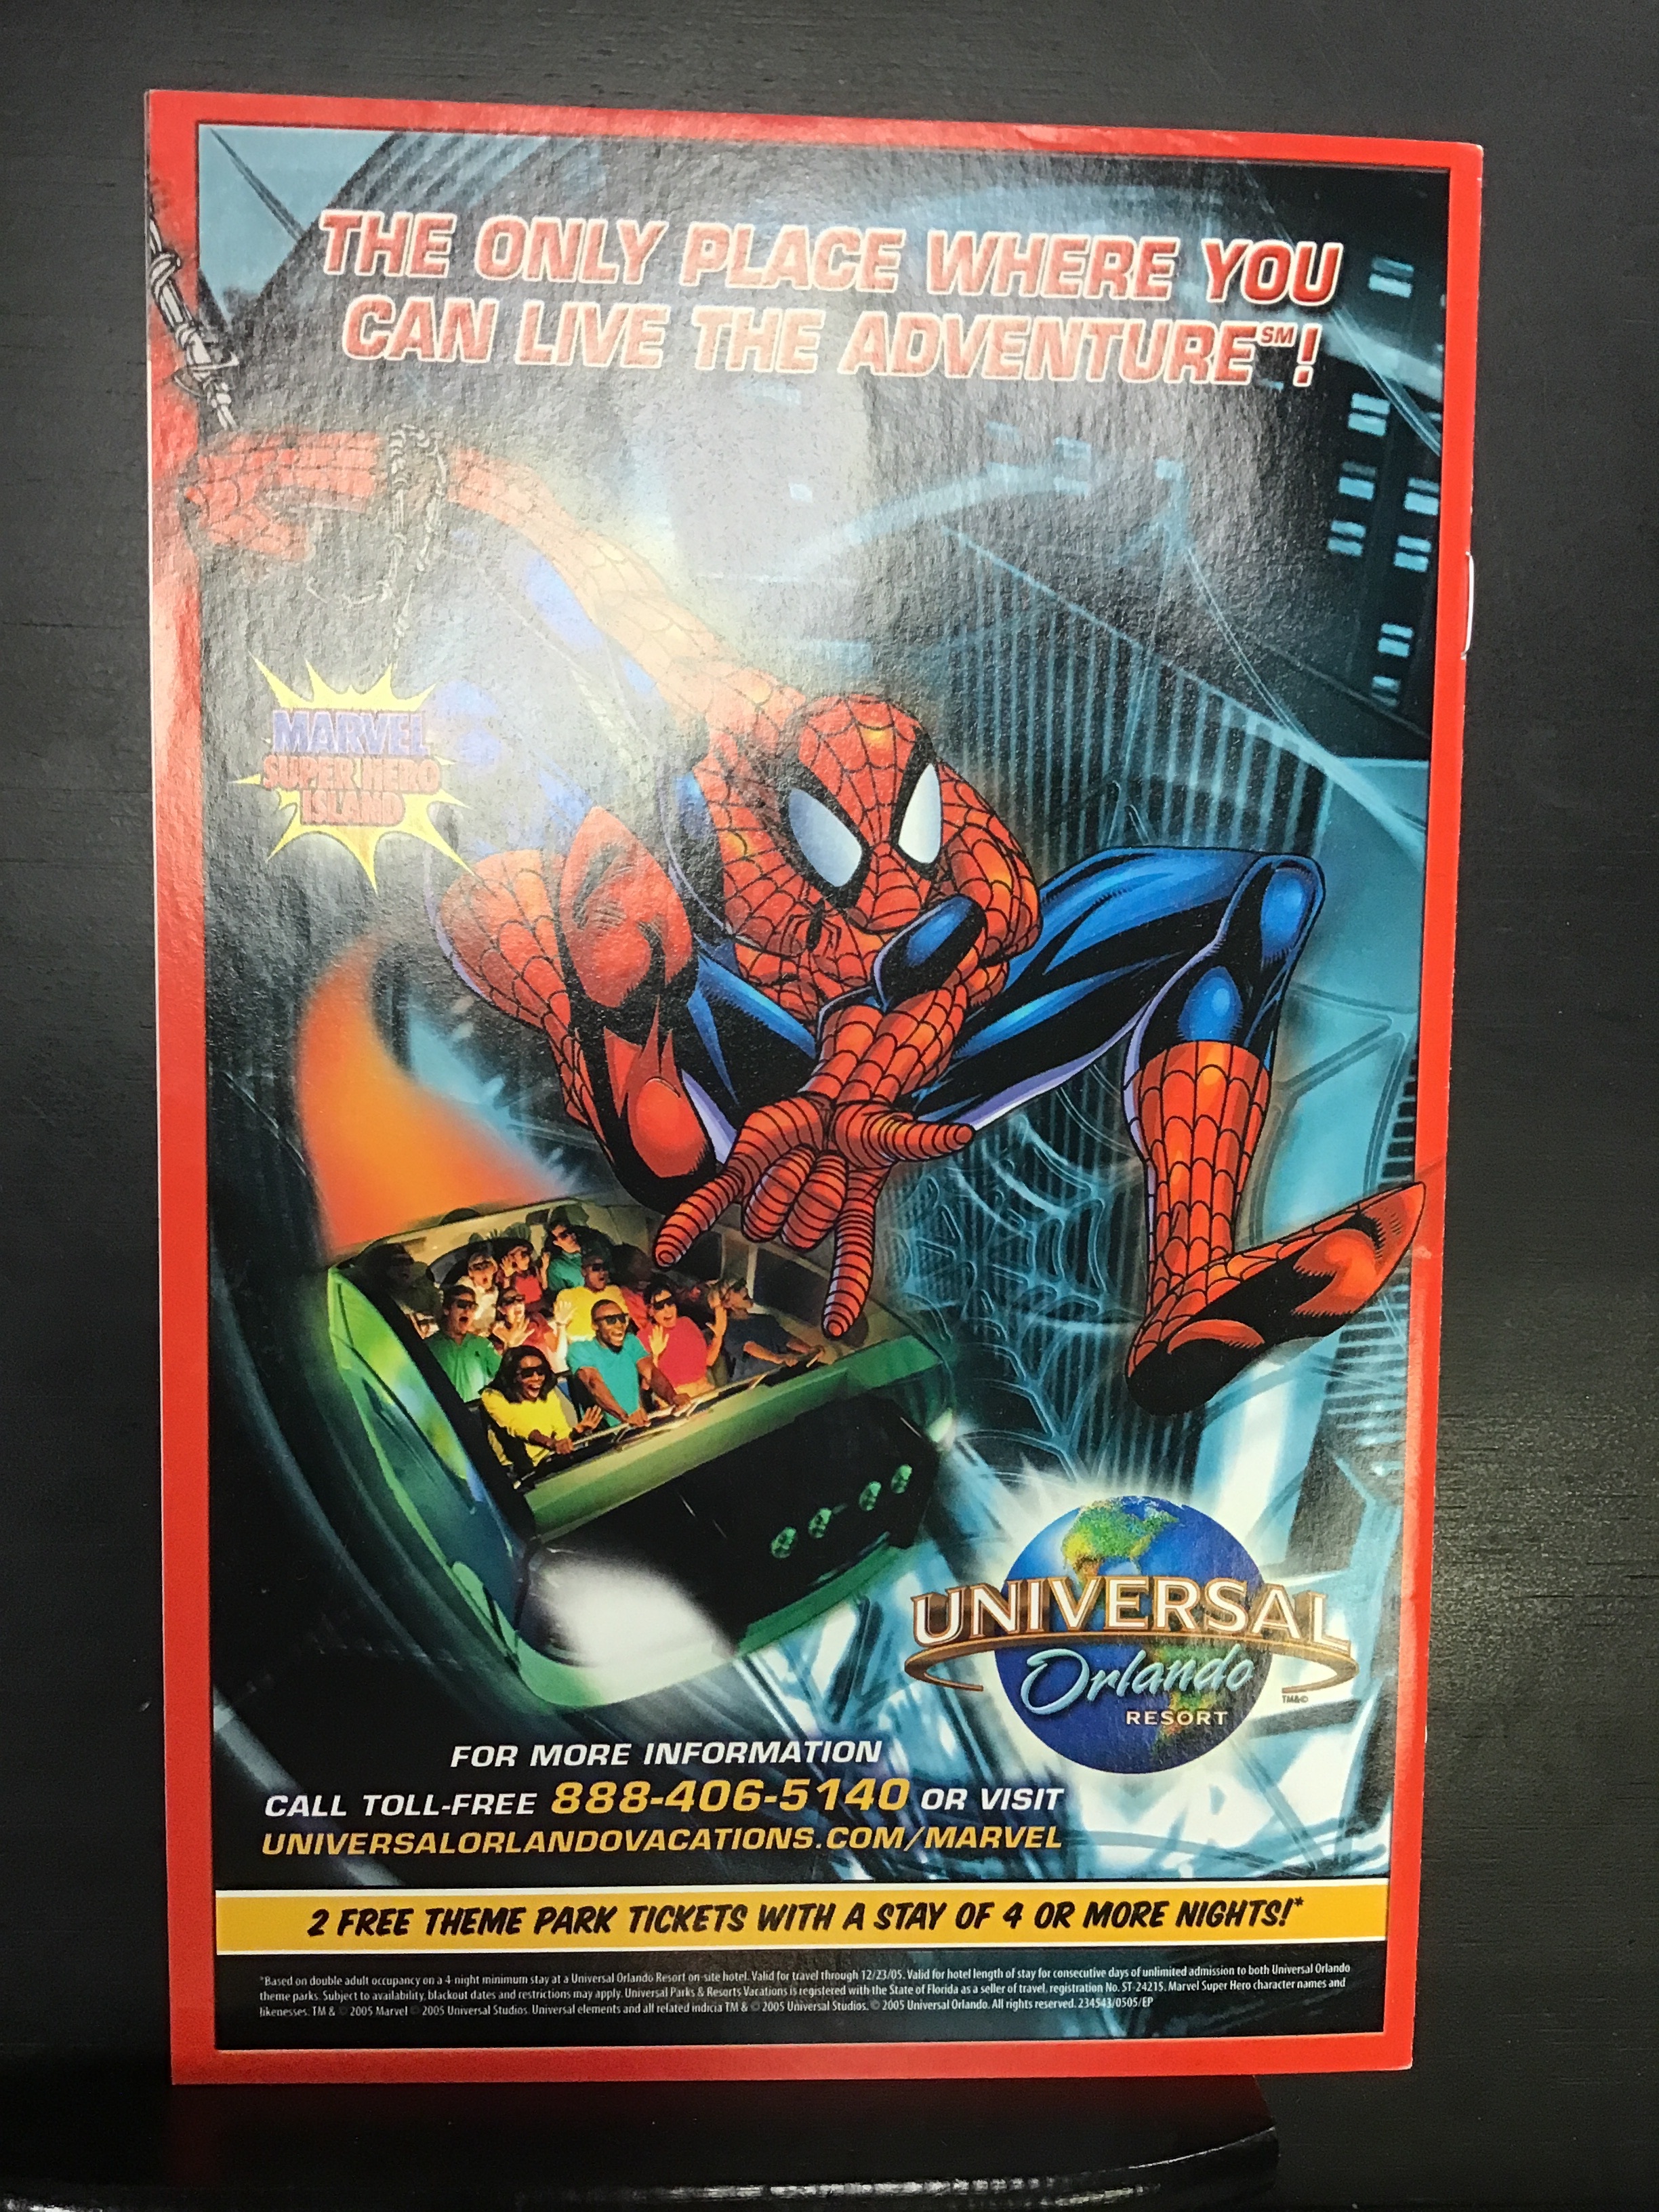 THE ONLY PLACE WHERE YOU
CAN LIVE THE ADVENTURE℠!
MARVEL
SUPER HERO
ISLAND
UNIVERSAL
Orlando
TM&©
RESORT
FOR MORE INFORMATION
CALL TOLL-FREE 888-406-5140 OR VISIT
UNIVERSALORLANDOVACATIONS.COM/MARVEL
2 FREE THEME PARK TICKETS WITH A STAY OF 4 OR MORE NIGHTS!*
*Based on double adult occupancy on a 4 night minimum stay at a Universal Orlando Resort on-site hotel. Valid for travel through 12/23/05. Valid for hotel length of stay for consecutive days of unlimited admission to both Universal Orlando
theme parks. Subject to availability, blackout dates and restrictions may apply. Universal Parks & Resorts Vacations is registered with the State of Florida as a seller of travel, registration No. ST-24215. Marvel Super Hero character names and
likenesses. TM & © 2005 Marvel © 2005 Universal Studios. Universal elements and all related indicia TM & © 2005 Universal Studios. © 2005 Universal Orlando. All rights reserved. 234543/0505/EP